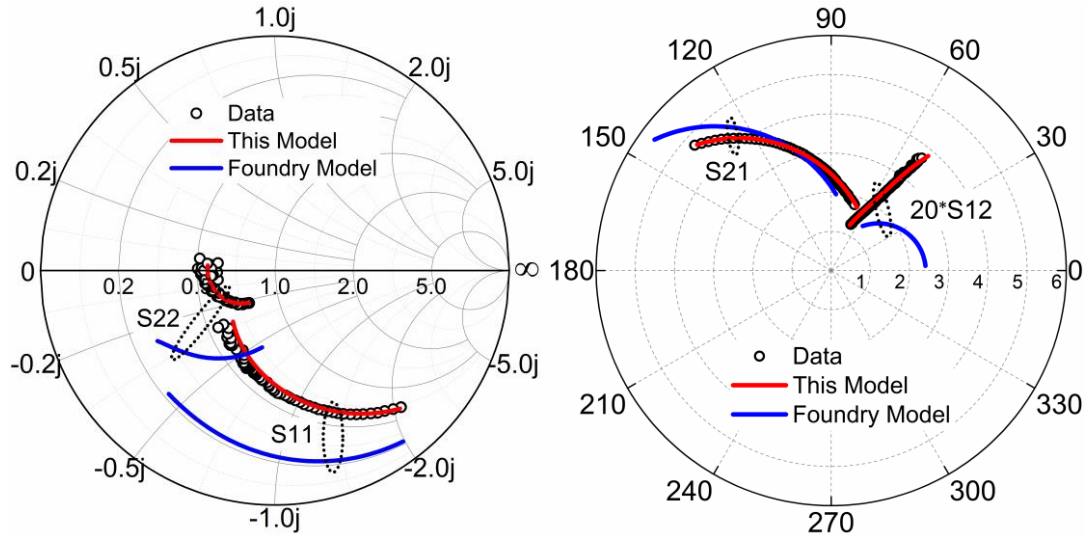 1.0j
0.5j
2.0j
0.2j
5.0j
Data
This Model
Foundry Model
0
0.2
1.0
2.0
5.0
∞
S22
S11
-0.2j
-5.0j
-0.5j
-2.0j
-1.0j
90
120
60
150
30
S21
20*S12
180
1
2
3
4
5
6
0
Data
This Model
Foundry Model
210
330
240
300
270